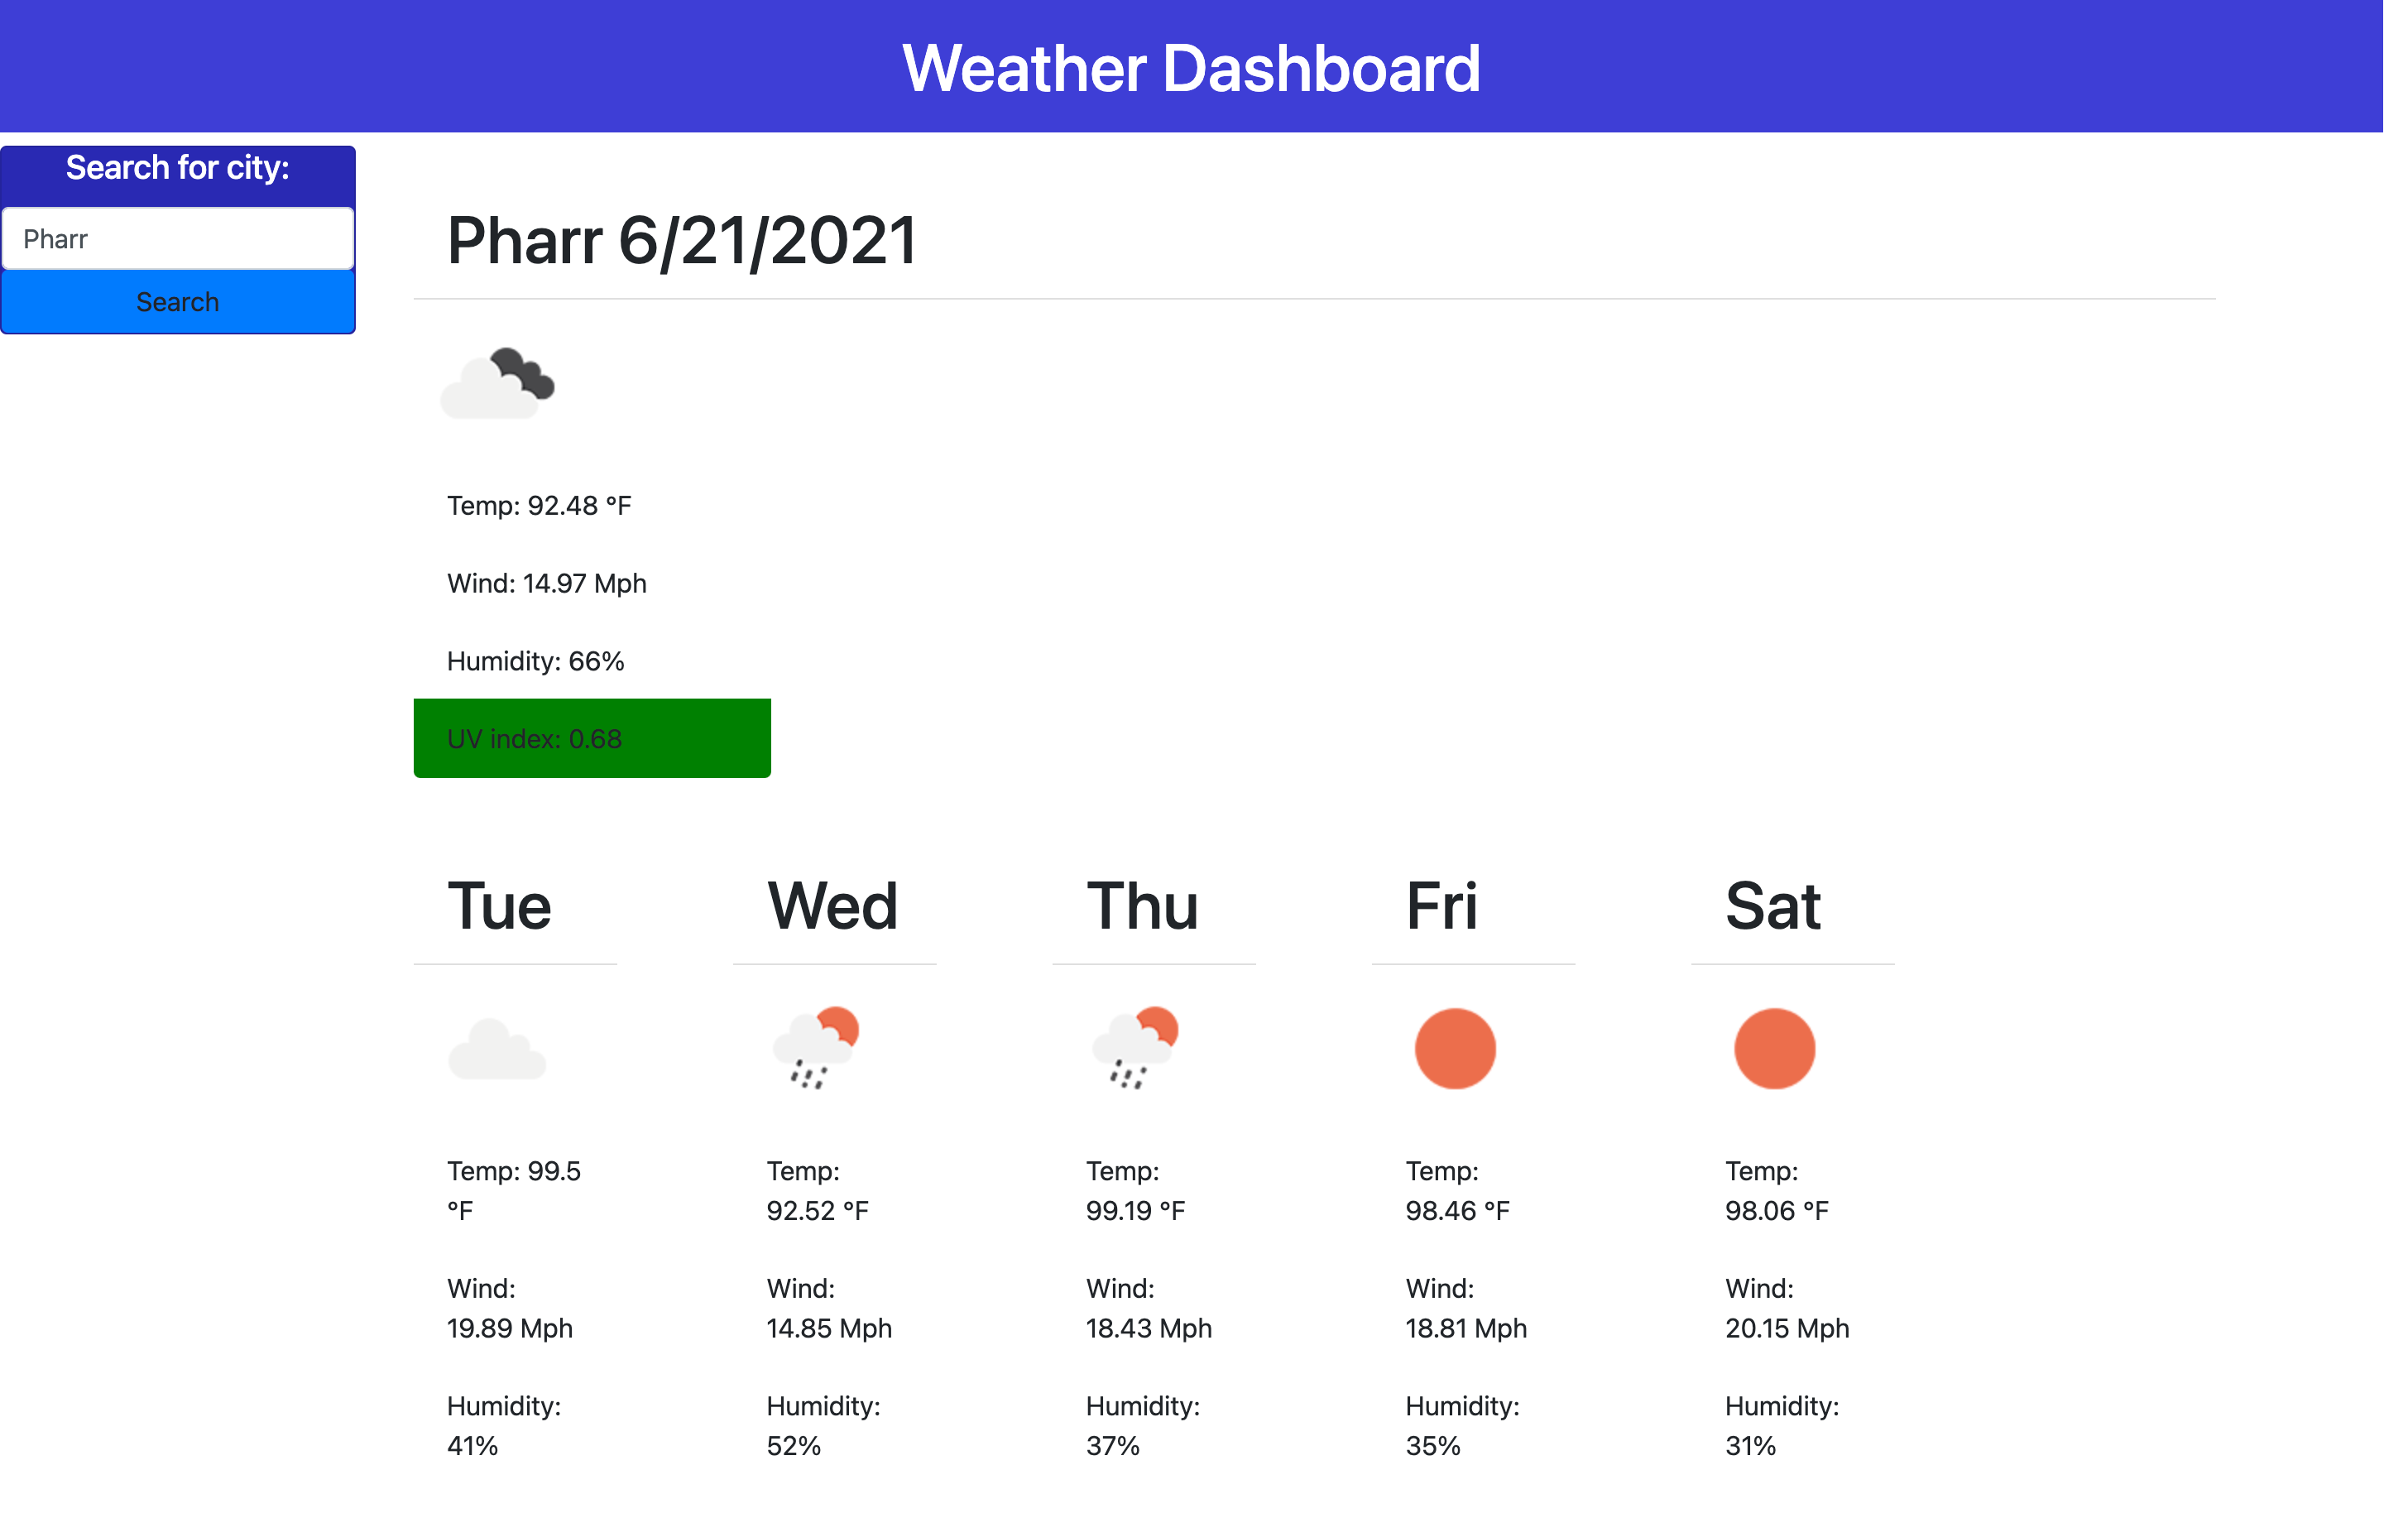 Weather Dashboard
Search for city:
Pharr
Search
Pharr 6/21/2021
Temp: 92.48 °F
Wind: 14.97 Mph
Humidity: 66%
UV index: 0.68
Tue
Temp: 99.5
°F
Wind:
19.89 Mph
Humidity:
41%
Wed
Temp:
92.52 °F
Wind:
14.85 Mph
Humidity:
52%
Thu
Temp:
99.19 °F
Wind:
18.43 Mph
Humidity:
37%
Fri
Temp:
98.46 °F
Wind:
18.81 Mph
Humidity:
35%
Sat
Temp:
98.06 °F
Wind:
20.15 Mph
Humidity:
31%